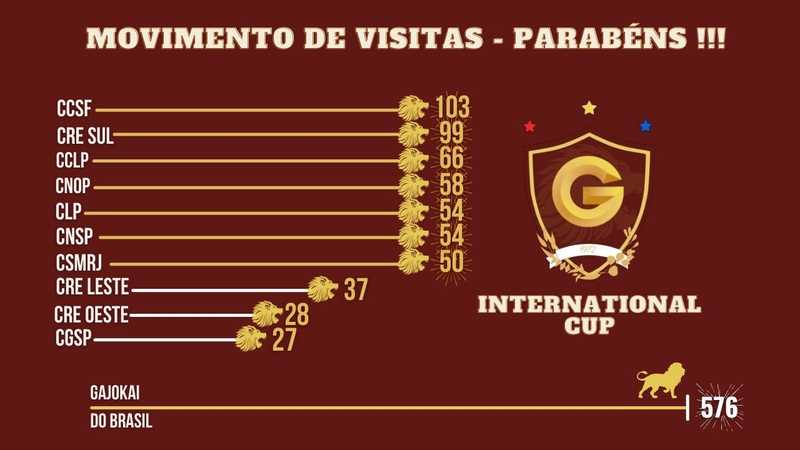 MOVIMENTO DE VISITAS - PARABÉNS !!!
CCSF 103
CRE SUL 99
CCLP 66
CNOP 58
CLP 54
CNSP 54
CSMRJ 50
CRE LESTE 37
CRE OESTE 28
CGSP 27
G
INTERNATIONAL
CUP
GAJOKAI
DO BRASIL
576